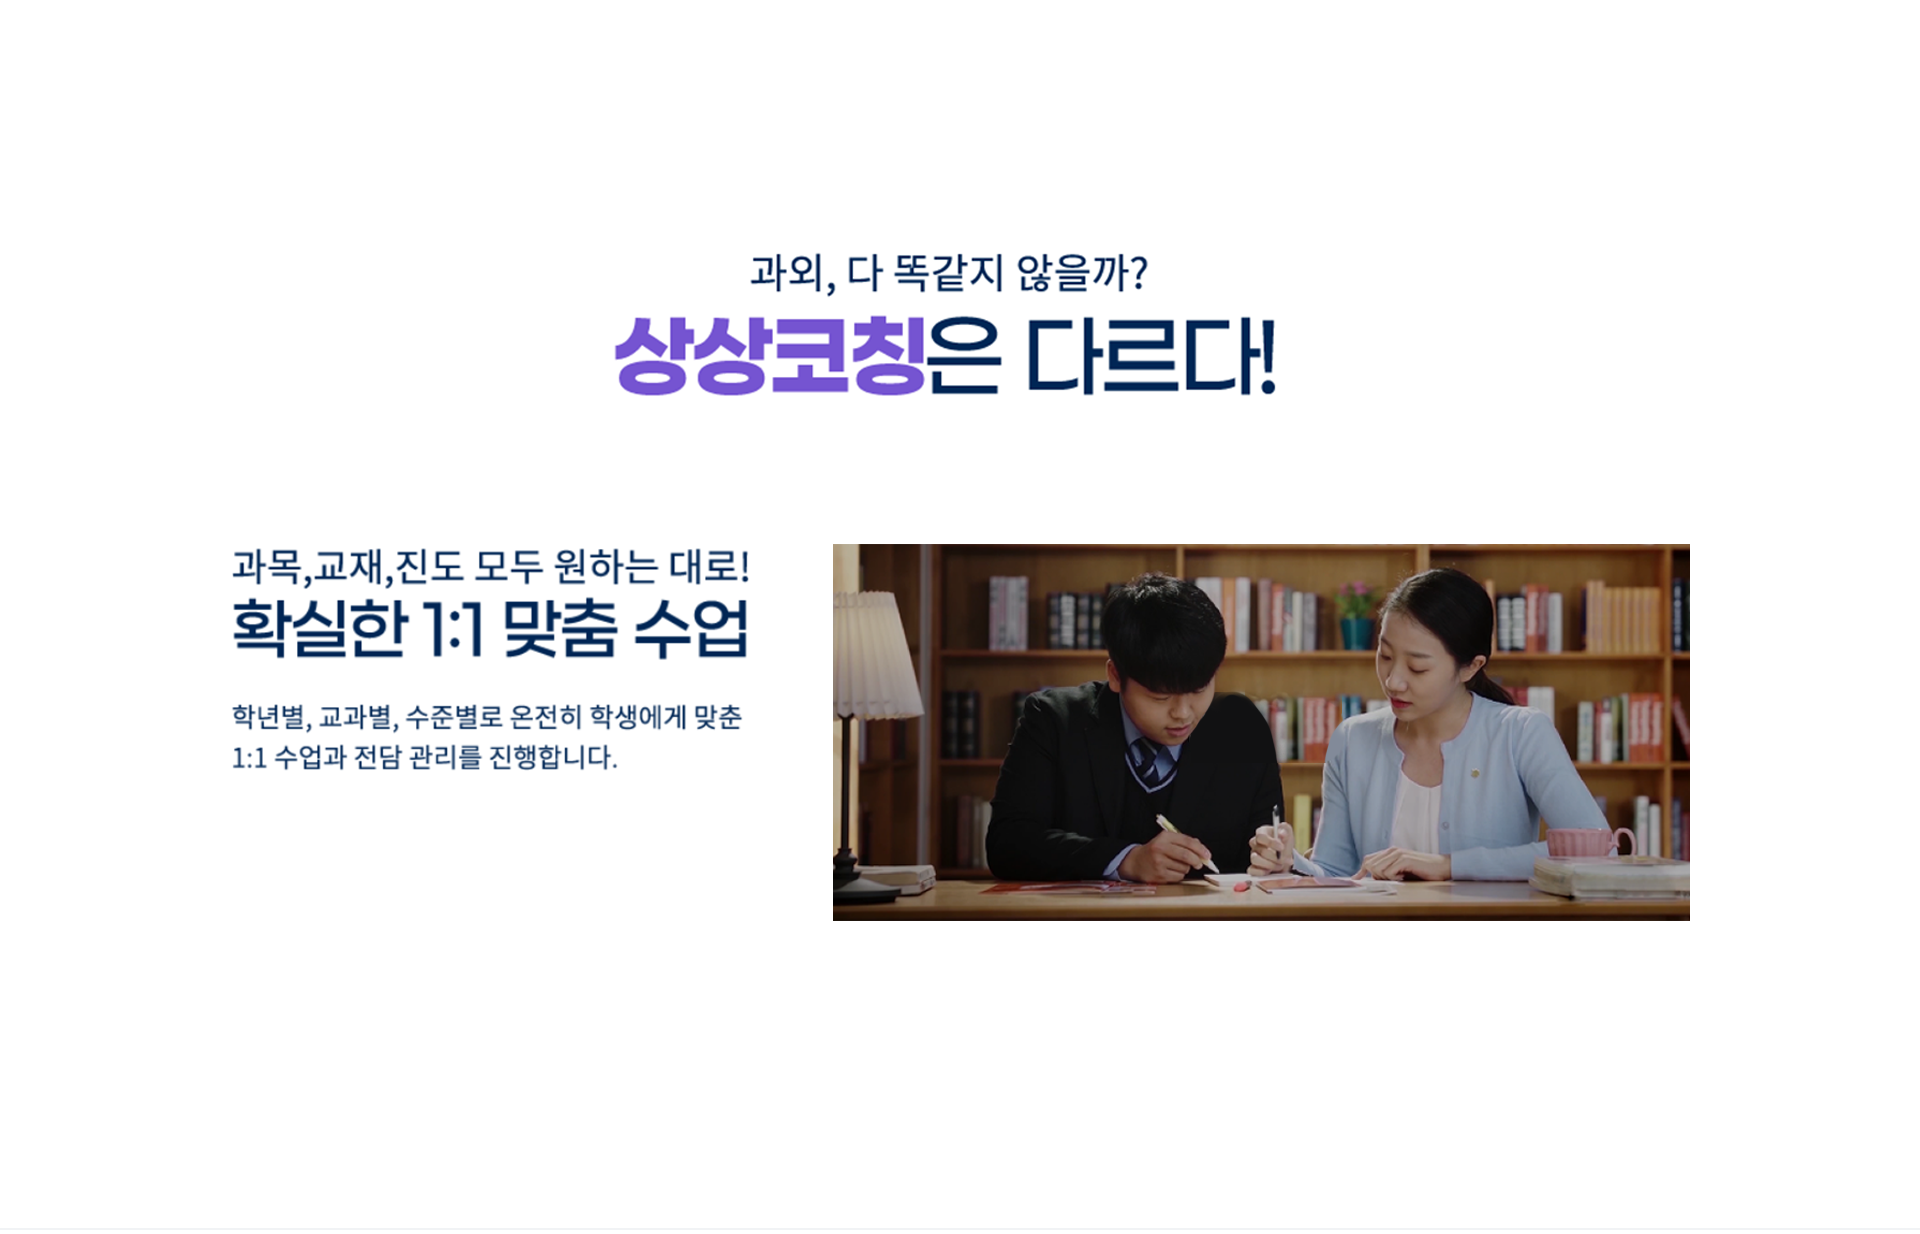 과외, 다 똑같지 않을까?
상상코칭은 다르다!
과목,교재,진도 모두 원하는 대로!
확실한 1:1 맞춤 수업
학년별, 교과별, 수준별로 온전히 학생에게 맞춘
1:1 수업과 전담 관리를 진행합니다.